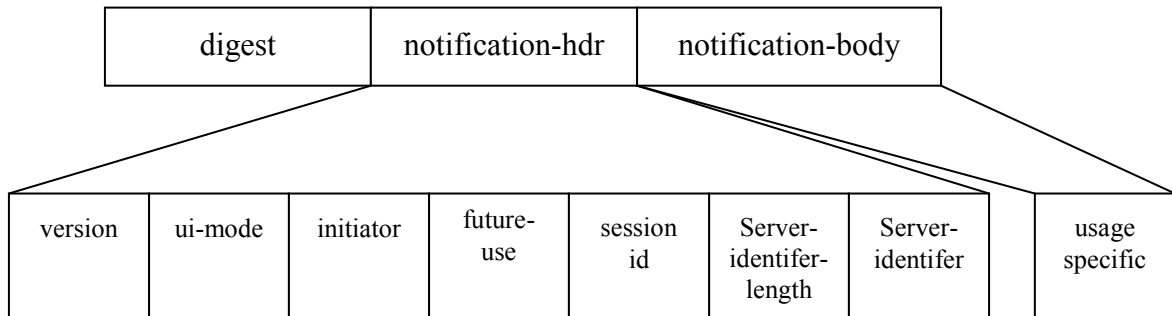 digest
notification-hdr
notification-body
version
ui-mode
initiator
future-
use
session
id
Server-
identifer-
length
Server-
identifer
usage
specific